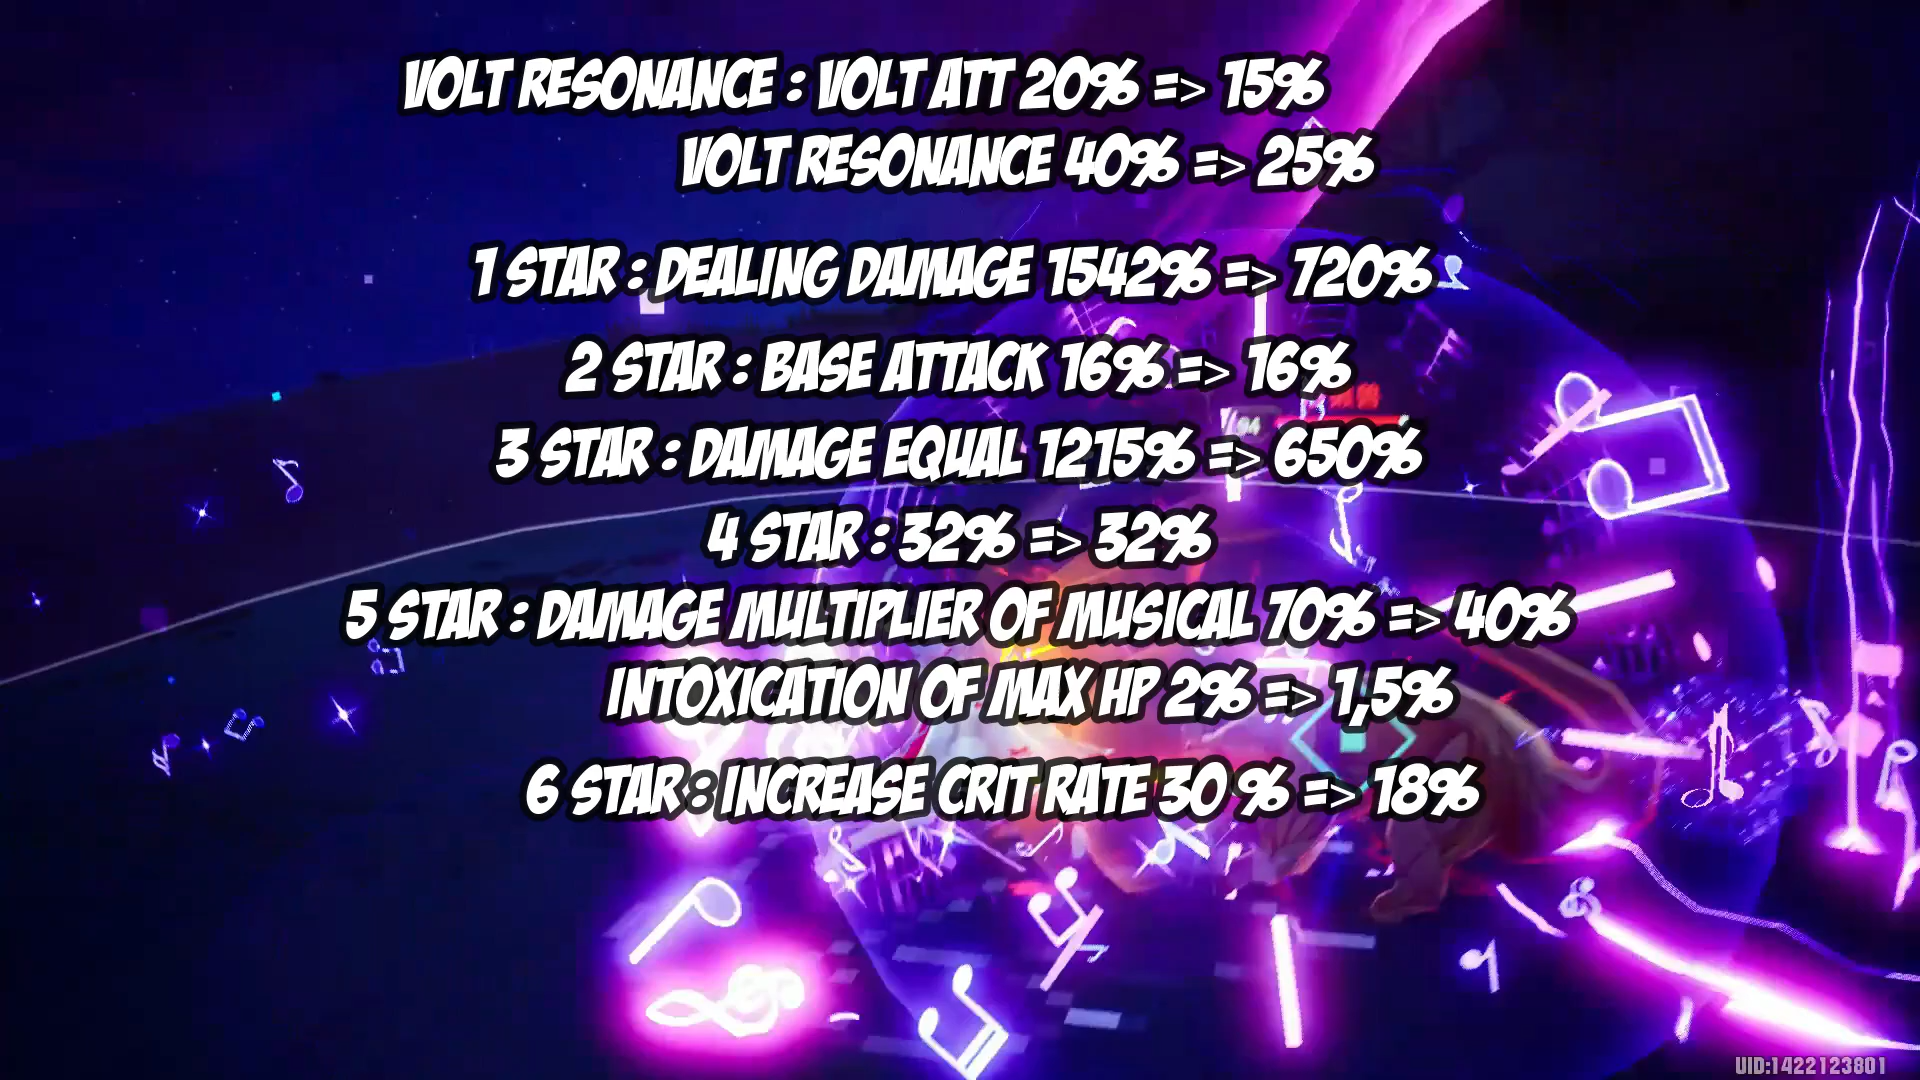 VOLT RESONANCE : VOLT ATT 20% => 15%
VOLT RESONANCE 40% => 25%
1 STAR : DEALING DAMAGE 1542% => 720%
2 STAR : BASE ATTACK 16% => 16%
3 STAR : DAMAGE EQUAL 1215% => 650%
4 STAR : 32% => 32%
5 STAR : DAMAGE MULTIPLIER OF MUSICAL 70% => 40%
INTOXICATION OF MAX HP 2% => 1,5%
6 STAR : INCREASE CRIT RATE 30 % => 18%
UID:1422123801